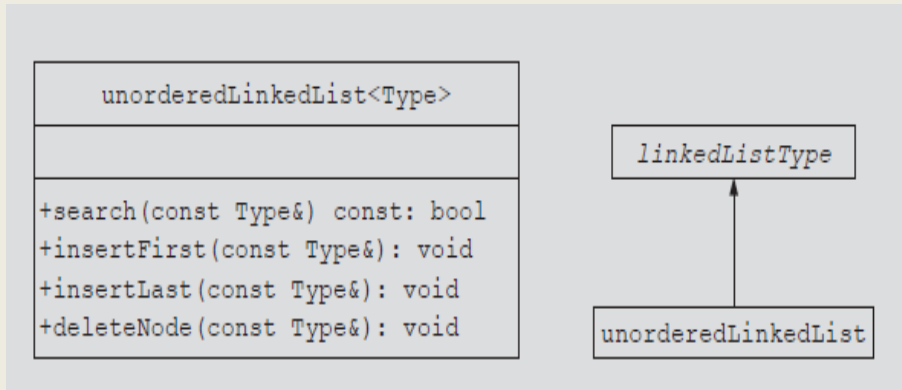 unorderedLinkedList<Type>
+search(const Type&) const: bool
+insertFirst(const Type&): void
+insertLast(const Type&): void
+deleteNode(const Type&): void
linkedListType
unorderedLinkedList